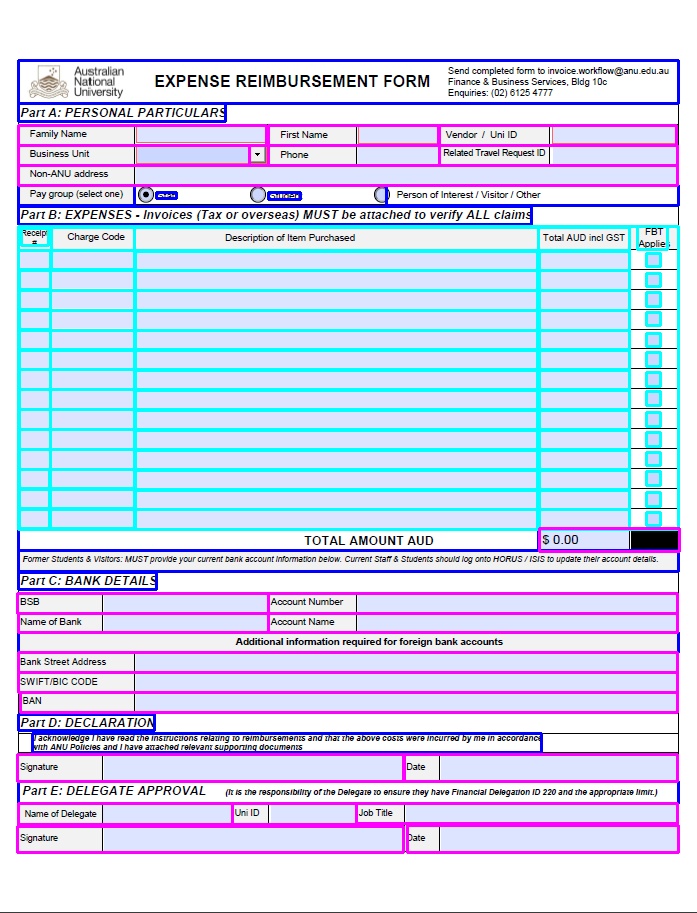 Australian
National
University
EXPENSE REIMBURSEMENT FORM
Send completed form to invoice.workflow@anu.edu.au
Finance & Business Services, Bldg 10c
Enquiries: (02) 6125 4777
Part A: PERSONAL PARTICULARS
Family Name First Name Vendor / Uni ID
Business Unit Phone Related Travel Request ID
Non-ANU address
Pay group (select one) Staff Student Person of Interest / Visitor / Other
Part B: EXPENSES - Invoices (Tax or overseas) MUST be attached to verify ALL claims
Receipt # Charge Code Description of Item Purchased Total AUD incl GST FBT Applies
TOTAL AMOUNT AUD $ 0.00
Former Students & Visitors: MUST provide your current bank account information below. Current Staff & Students should log onto HORUS / ISIS to update their account details.
Part C: BANK DETAILS
BSB Account Number
Name of Bank Account Name
Additional information required for foreign bank accounts
Bank Street Address
SWIFT/BIC CODE
IBAN
Part D: DECLARATION
I acknowledge I have read the instructions relating to reimbursements and that the above costs were incurred by me in accordance
with ANU Policies and I have attached relevant supporting documents
Signature Date
Part E: DELEGATE APPROVAL (It is the responsibility of the Delegate to ensure they have Financial Delegation ID 220 and the appropriate limit.)
Name of Delegate Uni ID Job Title
Signature Date